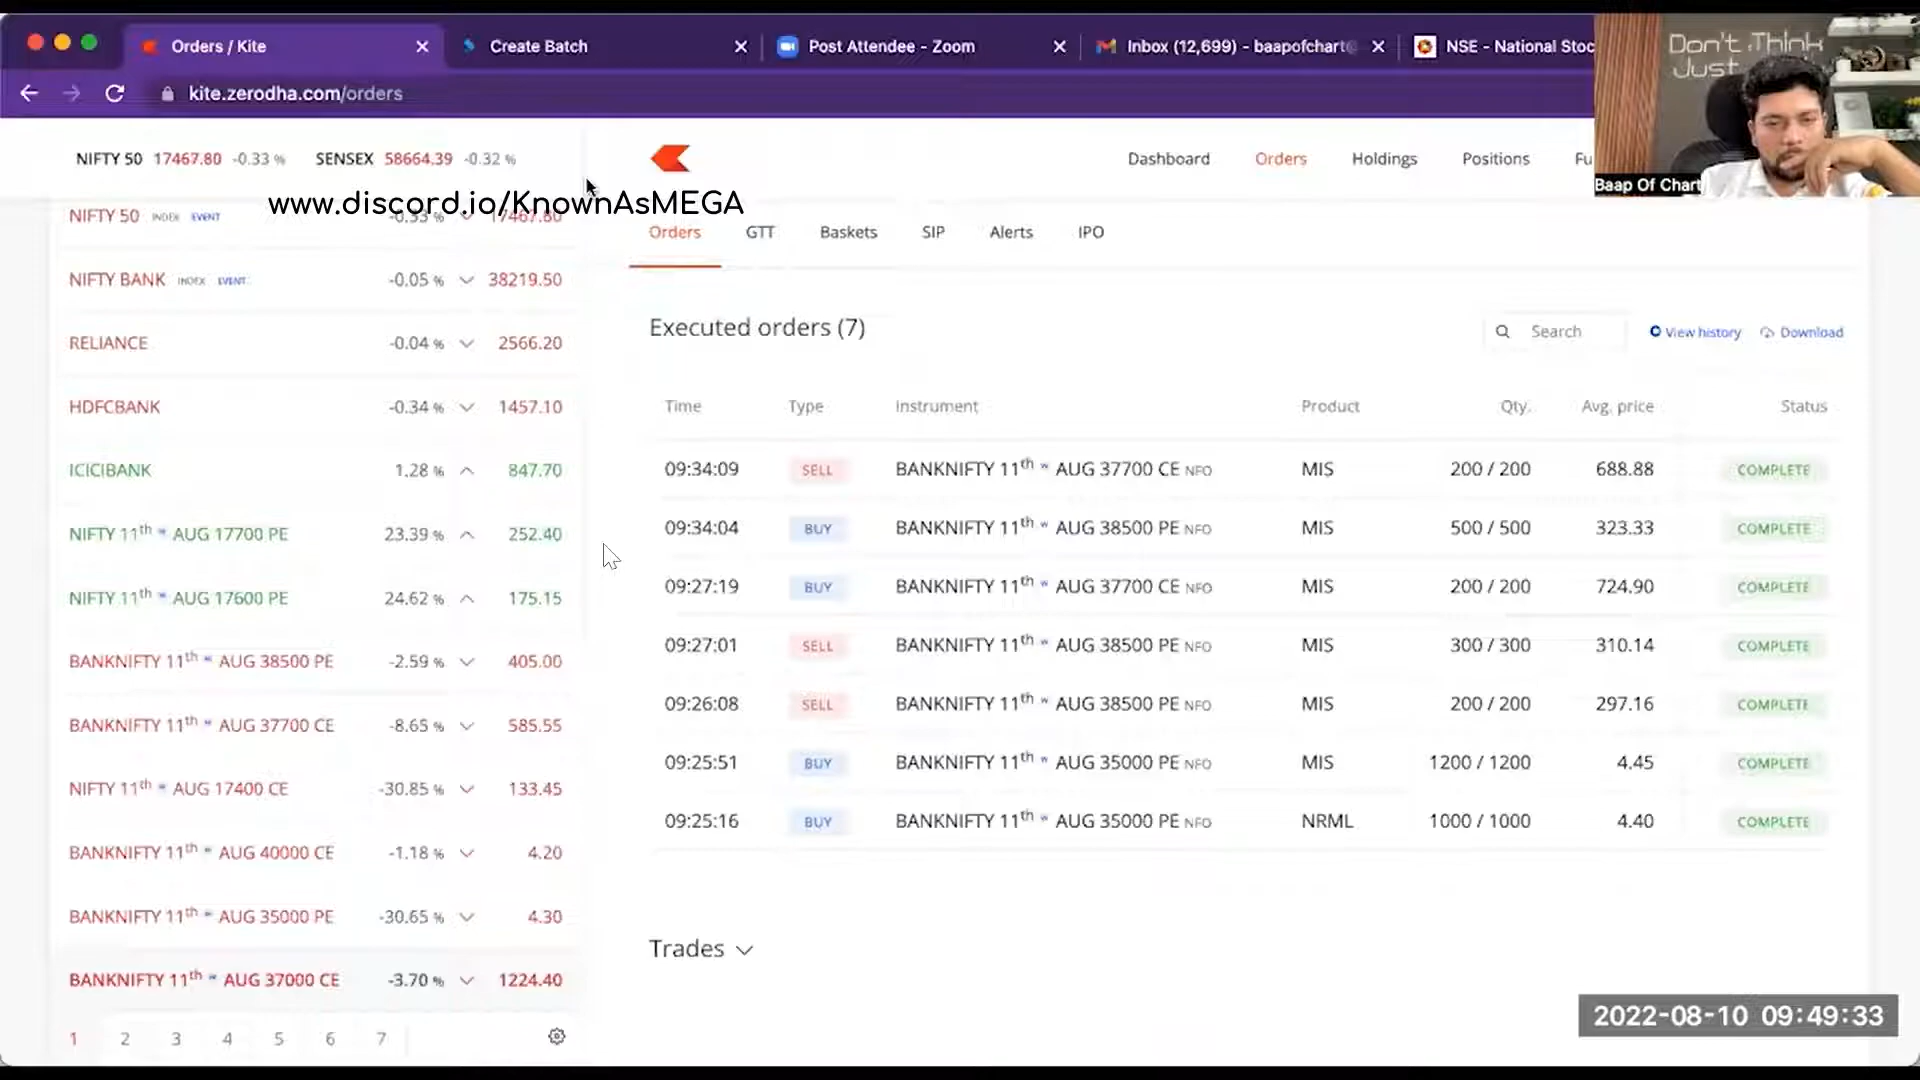 Orders / Kite
Create Batch
Post Attendee - Zoom
Inbox (12,699) - baapofchart@
NSE - National Stoc
kite.zerodha.com/orders
Don't Think
Just
Baap Of Chart
NIFTY 50 17467.80 -0.33 % SENSEX 58664.39 -0.32 %
Dashboard Orders Holdings Positions Fu
www.discord.io/KnownAsMEGA
NIFTY 50 INDEX EVENT -0.33 % 17467.80
NIFTY BANK INDEX EVENT -0.05 % 38219.50
RELIANCE -0.04 % 2566.20
HDFCBANK -0.34 % 1457.10
ICICIBANK 1.28 % 847.70
NIFTY 11th w AUG 17700 PE 23.39 % 252.40
NIFTY 11th w AUG 17600 PE 24.62 % 175.15
BANKNIFTY 11th w AUG 38500 PE -2.59 % 405.00
BANKNIFTY 11th w AUG 37700 CE -8.65 % 585.55
NIFTY 11th w AUG 17400 CE -30.85 % 133.45
BANKNIFTY 11th w AUG 40000 CE -1.18 % 4.20
BANKNIFTY 11th w AUG 35000 PE -30.65 % 4.30
BANKNIFTY 11th w AUG 37000 CE -3.70 % 1224.40
1 2 3 4 5 6 7
Orders GTT Baskets SIP Alerts IPO
Executed orders (7)
Search View history Download
Time Type Instrument Product Qty. Avg. price Status
09:34:09 SELL BANKNIFTY 11th w AUG 37700 CE NFO MIS 200 / 200 688.88 COMPLETE
09:34:04 BUY BANKNIFTY 11th w AUG 38500 PE NFO MIS 500 / 500 323.33 COMPLETE
09:27:19 BUY BANKNIFTY 11th w AUG 37700 CE NFO MIS 200 / 200 724.90 COMPLETE
09:27:01 SELL BANKNIFTY 11th w AUG 38500 PE NFO MIS 300 / 300 310.14 COMPLETE
09:26:08 SELL BANKNIFTY 11th w AUG 38500 PE NFO MIS 200 / 200 297.16 COMPLETE
09:25:51 BUY BANKNIFTY 11th w AUG 35000 PE NFO MIS 1200 / 1200 4.45 COMPLETE
09:25:16 BUY BANKNIFTY 11th w AUG 35000 PE NFO NRML 1000 / 1000 4.40 COMPLETE
Trades
2022-08-10 09:49:33